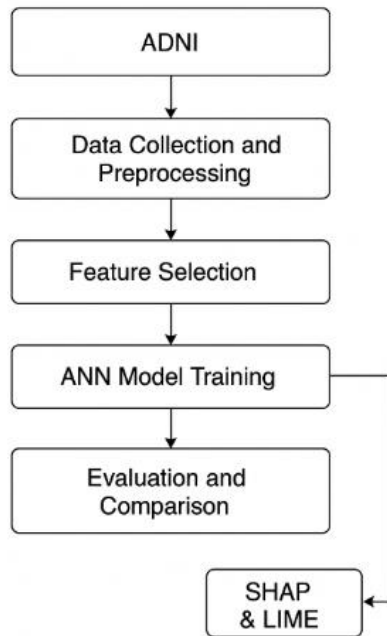 ADNI
Data Collection and
Preprocessing
Feature Selection
ANN Model Training
Evaluation and
Comparison
SHAP
& LIME